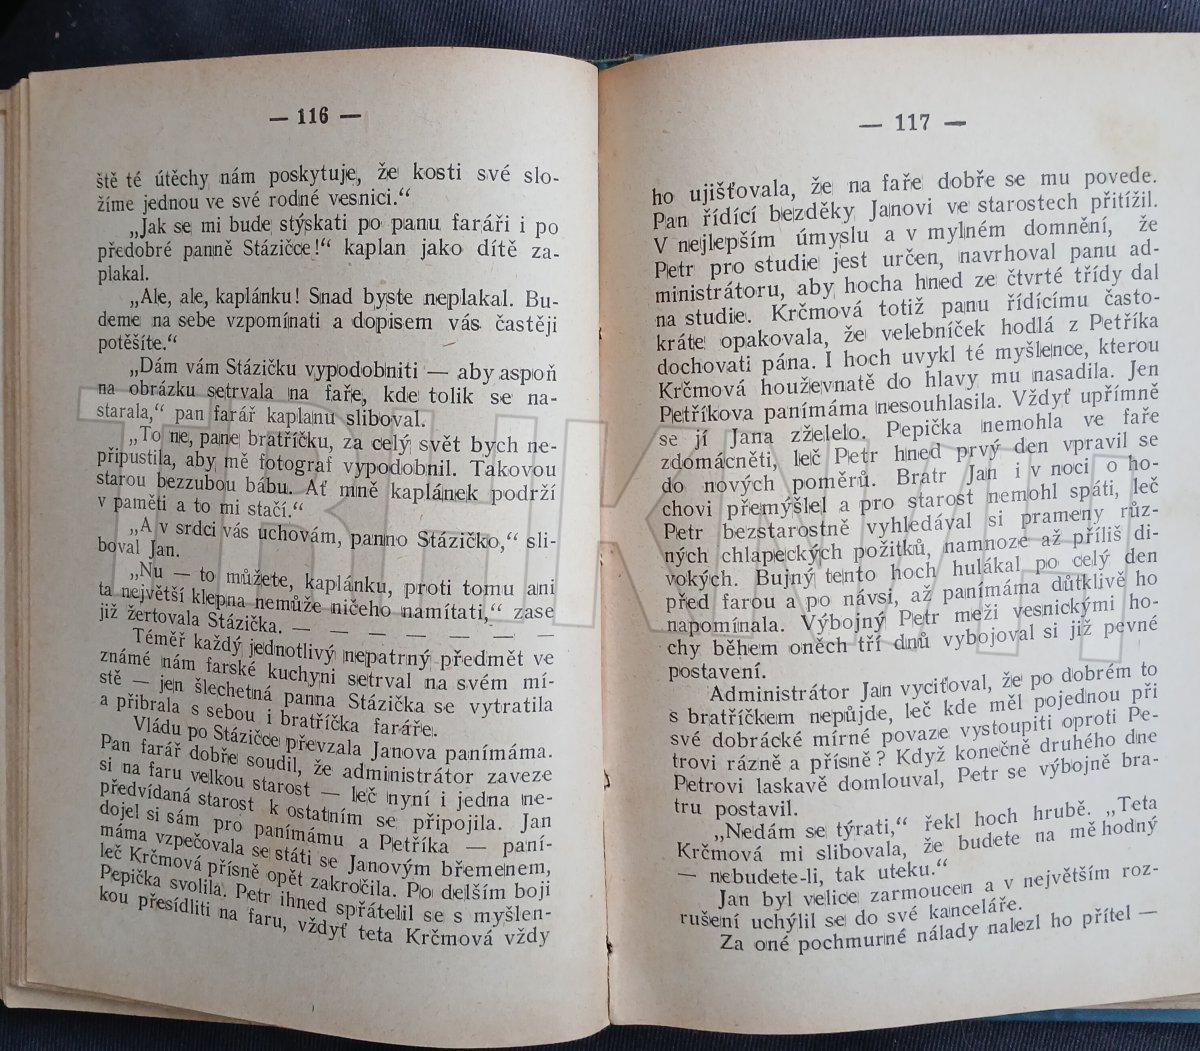 — 116 —
ště té útěchy nám poskytuje, že kosti své slo-
žíme jednou ve své rodné vesnici.“
„Jak se mi bude stýskati po panu faráři i po
předobré panně Stázičce!“ kaplan jako dítě za-
plakal.
„Ale, ale, kaplánku! Snad byste neplakal. Bu-
deme na sebe vzpomínati a dopisem vás častěji
potěšíte.“
„Dám vám Stázičku vypodobniti — aby aspoň
na obrázku setrvala na faře, kde tolik se na-
starala,“ pan farář kaplanu sliboval.
„To ne, pane bratříčku, za celý svět bych ne-
připustila, aby mě fotograf vypodobnil. Takovou
starou bezzubou bábu. Ať mně kaplánek podrží
v paměti a to mi stačí.“
„A v srdci vás uchovám, panno Stázičko,“ sli-
boval Jan.
„Nu — to můžete, kaplánku, proti tomu ani
ta největší klepna nemůže ničeho namítati,“ zase
již žertovala Stázička. — — — — — — —
Téměř každý jednotlivý nepatrný předmět ve
známé nám farské kuchyni setrval na svém mí-
stě — jen šlechetná panna Stázička se vytratila
a přibrala s sebou i bratříčka faráře.
Vládu po Stázičce převzala Janova panímáma.
Pan farář dobře soudil, že administrátor zaveze
si na faru velkou starost — leč nyní i jedna ne-
předvídaná starost k ostatním se připojila. Jan
dojel si sám pro panímámu a Petříka — paní-
máma vzpečovala se státi se Janovým břemenem,
leč Krčmová přísně opět zakročila. Po delším boji
Pepička svolila. Petr ihned spřátelil se s myšlen-
kou přesídliti na faru, vždyť teta Krčmová vždy
— 117 —
ho ujišťovala, že na faře dobře se mu povede.
Pan řídící bezděky Janovi ve starostech přitížil.
V nejlepším úmyslu a v mylném domnění, že
Petr pro studie jest určen, navrhoval panu ad-
ministrátoru, aby hocha hned ze čtvrté třídy dal
na studie. Krčmová totiž panu řídícímu často-
kráte opakovala, že velebníček hodlá z Petříka
dochovati pána. I hoch uvykl té myšlence, kterou
Krčmová houževnatě do hlavy mu nasadila. Jen
Petříkova panímáma nesouhlasila. Vždyť upřímně
se jí Jana zželelo. Pepička nemohla ve faře
zdomácněti, leč Petr hned prvý den vpravil se
do nových poměrů. Bratr Jan i v noci o ho-
chovi přemýšlel a pro starost nemohl spáti, leč
Petr bezstarostně vyhledával si prameny růz-
ných chlapeckých požitků, namnoze až příliš di-
vokých. Bujný tento hoch hulákal po celý den
před farou a po návsi, až panímáma důtklivě ho
napomínala. Výbojný Petr mezi vesnickými ho-
chy během oněch tří dnů vybojoval si již pevné
postavení.
Administrátor Jan vyciťoval, že po dobrém to
s bratříčkem nepůjde, leč kde měl pojednou při
své dobrácké mírné povaze vystoupiti oproti Pe-
trovi rázně a přísně? Když konečně druhého dne
Petrovi laskavě domlouval, Petr se výbojně bra-
tru postavil.
„Nedám se týrati,“ řekl hoch hrubě. „Teta
Krčmová mi slibovala, že budete na mě hodný
— nebudete-li, tak uteku.“
Jan byl velice zarmoucen a v největším roz-
rušení uchýlil se do své kanceláře.
Za oné pochmurné nálady nalezl ho přítel —
TRHKNIH